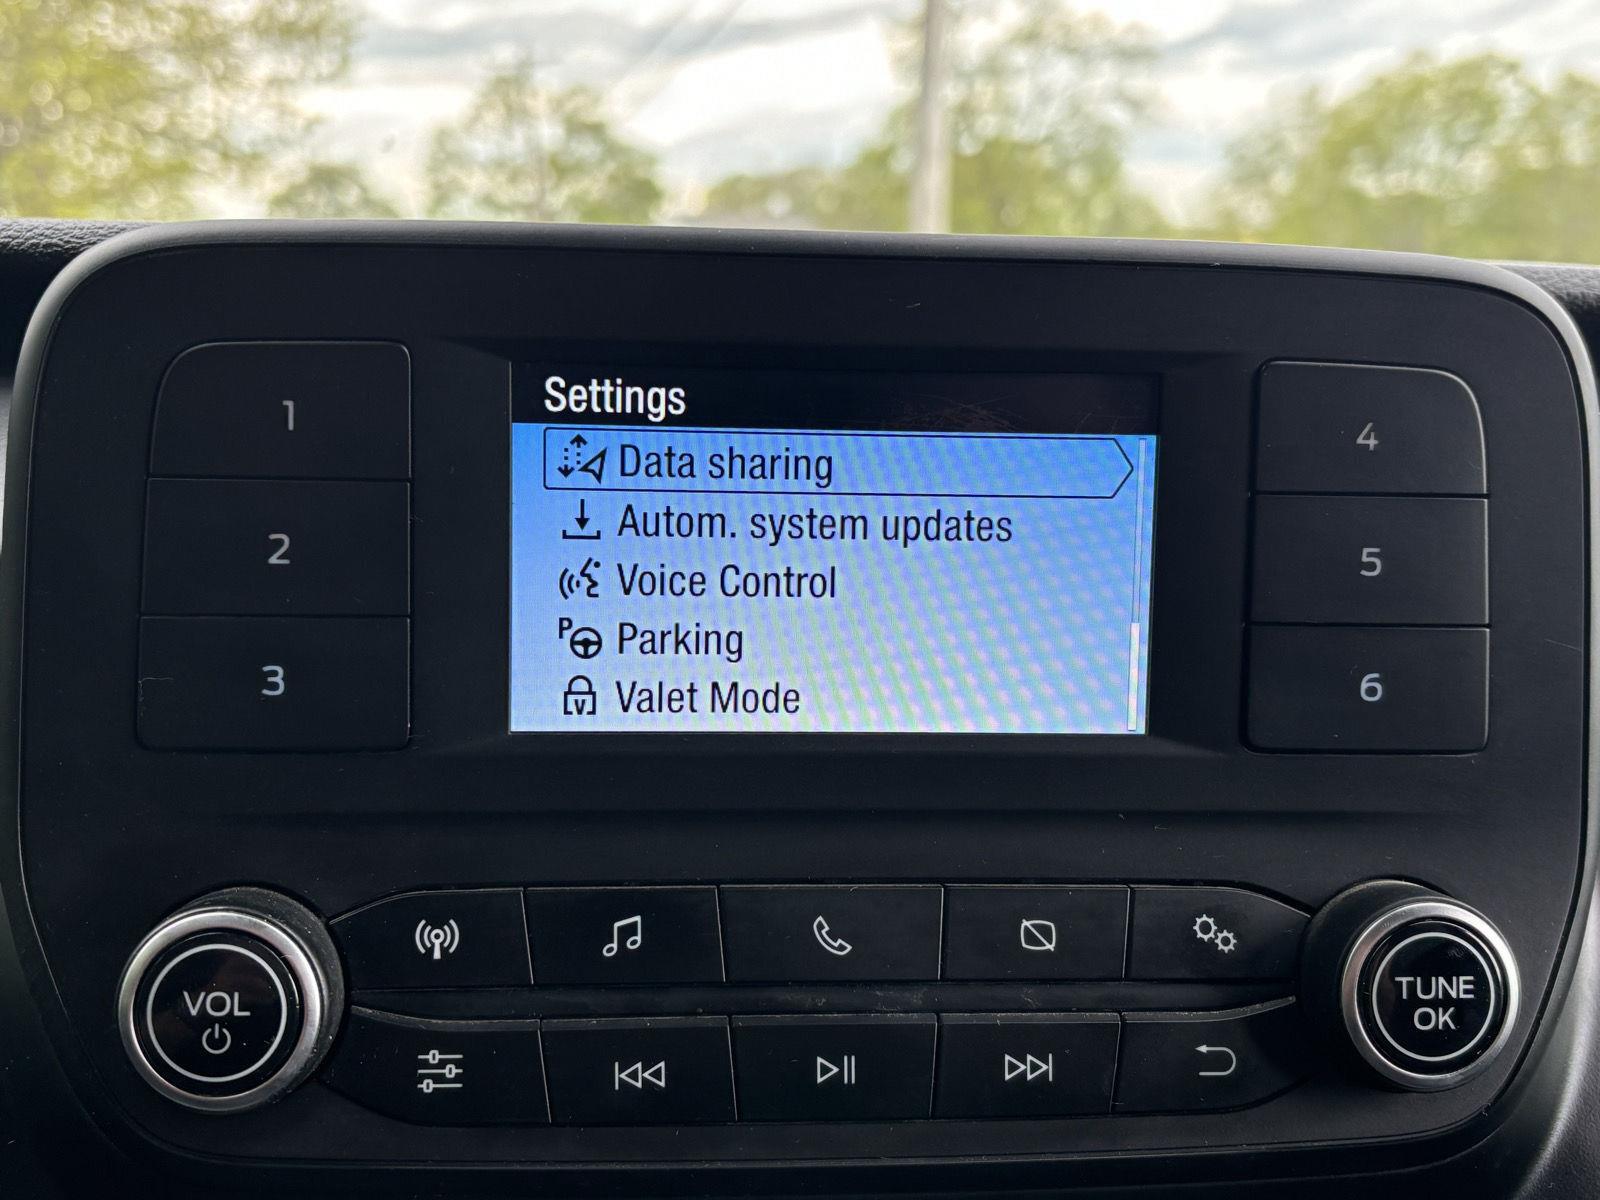 Settings
Data sharing
Autom. system updates
Voice Control
P Parking
V Valet Mode
1
2
3
4
5
6
VOL
TUNE
OK